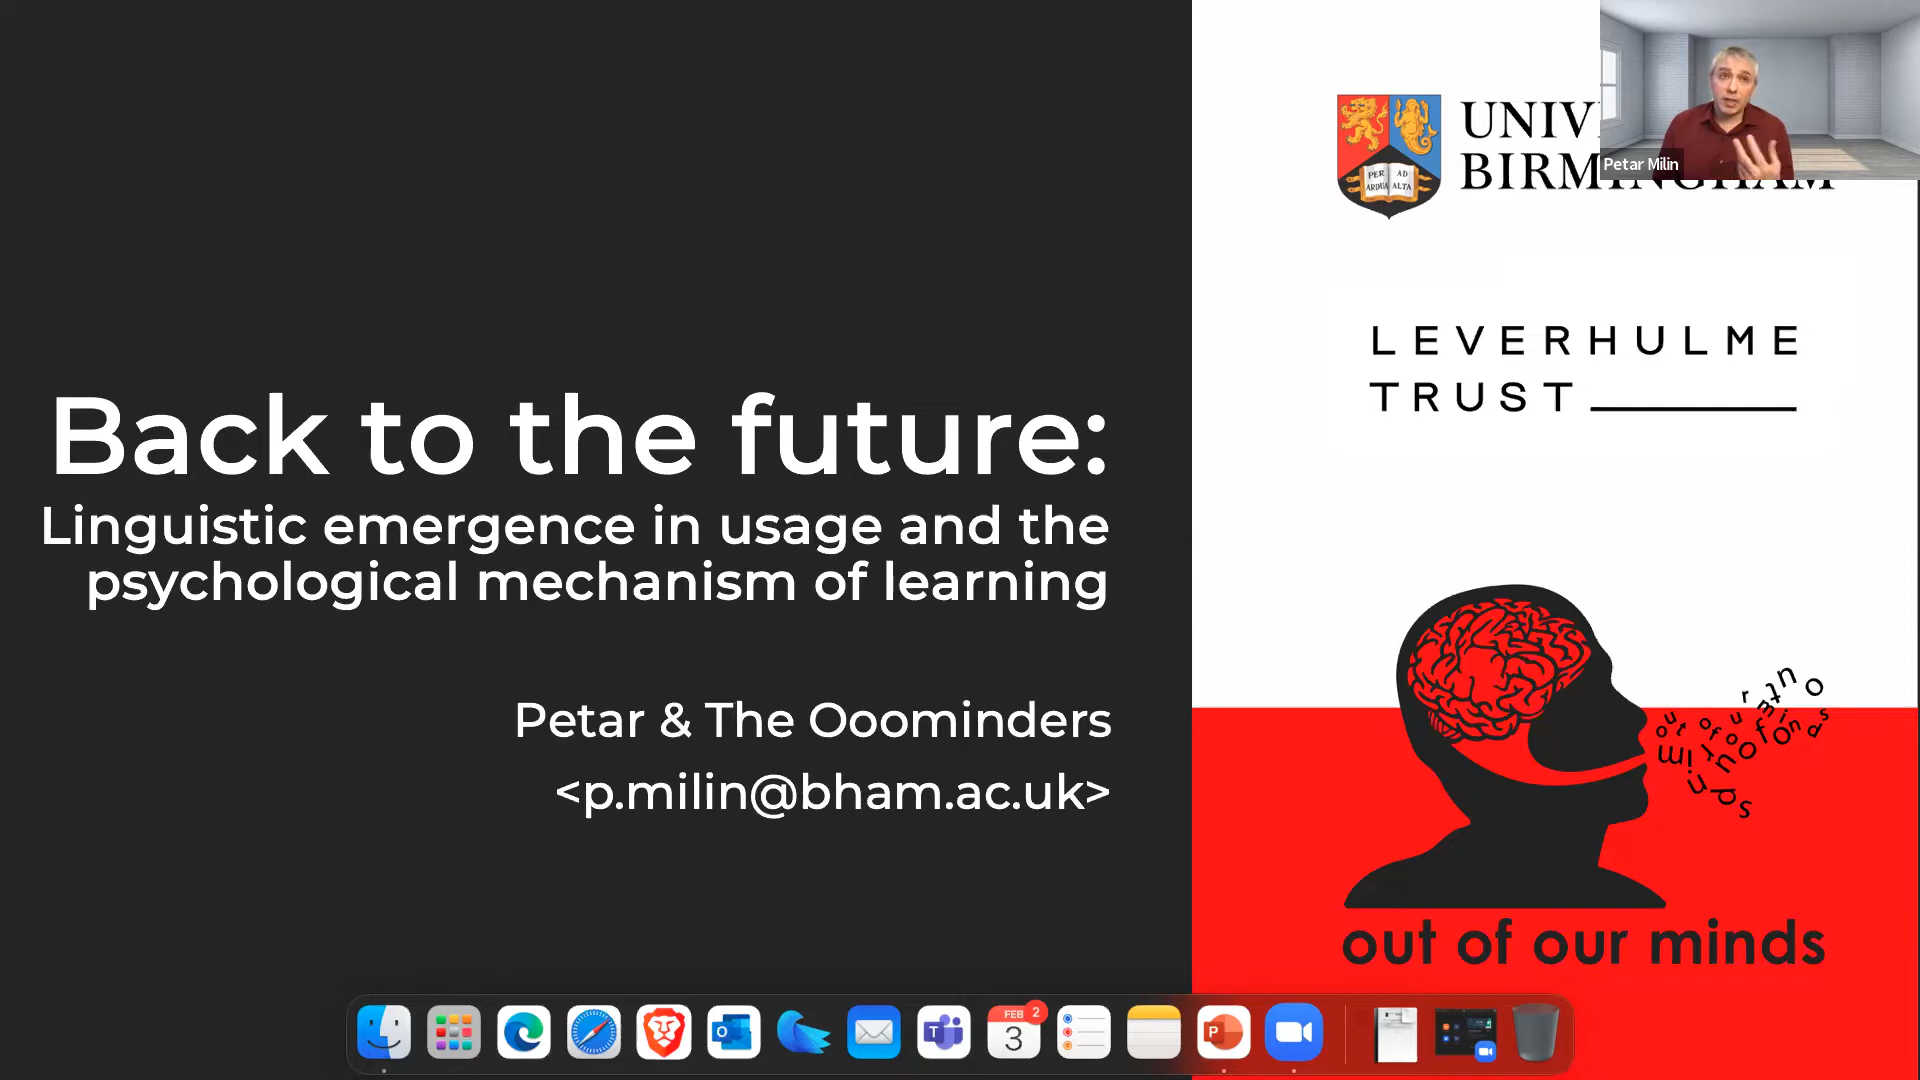 Back to the future:
Linguistic emergence in usage and the
psychological mechanism of learning
Petar & The Ooominders
<p.milin@bham.ac.uk>
UNIV
BIRMINGHAM
PER AD
ARDUA ALTA
Petar Milin
LEVERHULME
TRUST
out of our minds
FEB
3
2